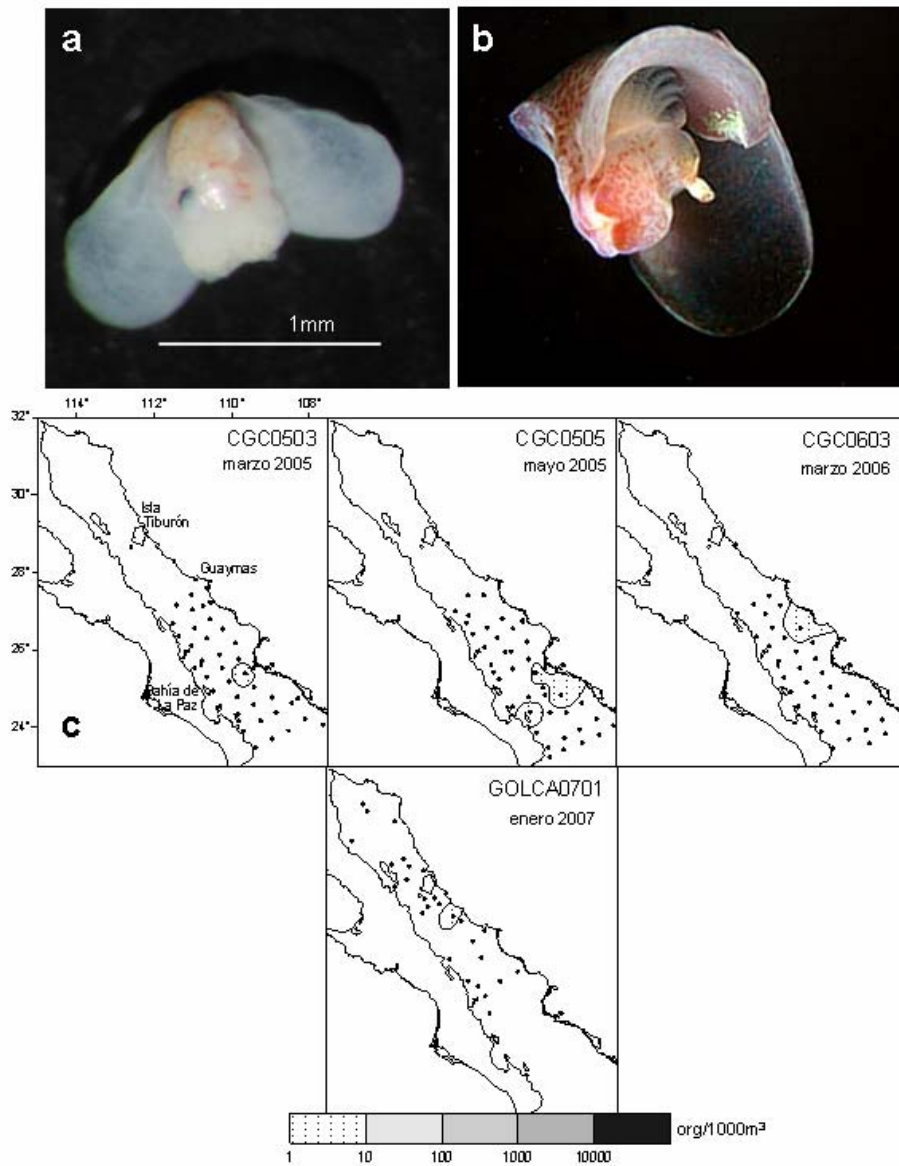 a
b
1mm
114° 112° 110° 108°
32°
30°
28°
26°
24°
CGC0503
marzo 2005
Isla
Tiburón
Guaymas
Bahía de
La Paz
c
CGC0505
mayo 2005
CGC0603
marzo 2006
GOLCA0701
enero 2007
org/1000m³
1 10 100 1000 10000